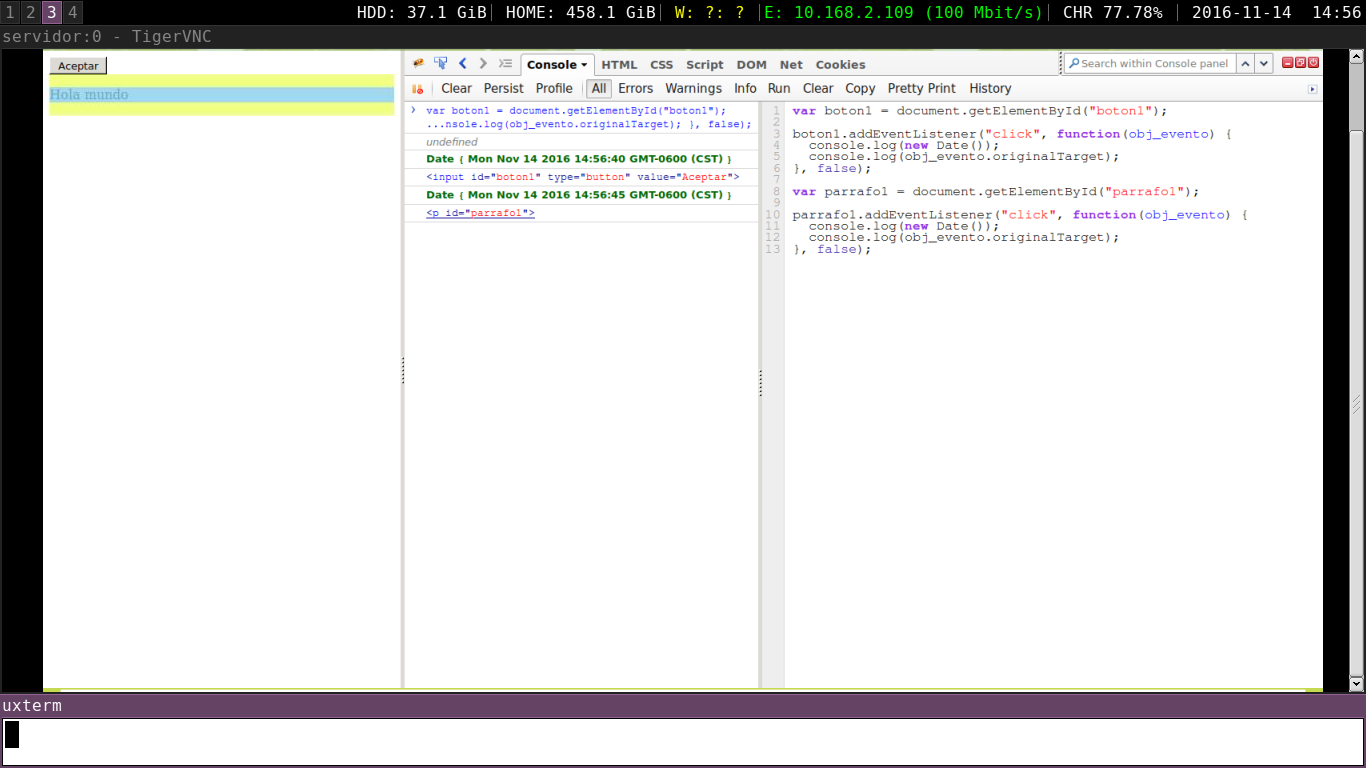 1 2 3 4 HDD: 37.1 GiB| HOME: 458.1 GiB| W: ?: ? |E: 10.168.2.109 (100 Mbit/s)| CHR 77.78% | 2016-11-14 14:56
servidor:0 - TigerVNC
Aceptar
Hola mundo
Console HTML CSS Script DOM Net Cookies Search within Console panel
Clear Persist Profile All Errors Warnings Info Run Clear Copy Pretty Print History
var boton1 = document.getElementById("boton1");
...nsole.log(obj_evento.originalTarget); }, false);
undefined
Date { Mon Nov 14 2016 14:56:40 GMT-0600 (CST) }
<input id="boton1" type="button" value="Aceptar">
Date { Mon Nov 14 2016 14:56:45 GMT-0600 (CST) }
<p id="parrafo1">
1 var boton1 = document.getElementById("boton1");
2
3 boton1.addEventListener("click", function(obj_evento) {
4 console.log(new Date());
5 console.log(obj_evento.originalTarget);
6 }, false);
7
8 var parrafo1 = document.getElementById("parrafo1");
9
10 parrafo1.addEventListener("click", function(obj_evento) {
11 console.log(new Date());
12 console.log(obj_evento.originalTarget);
13 }, false);
uxterm